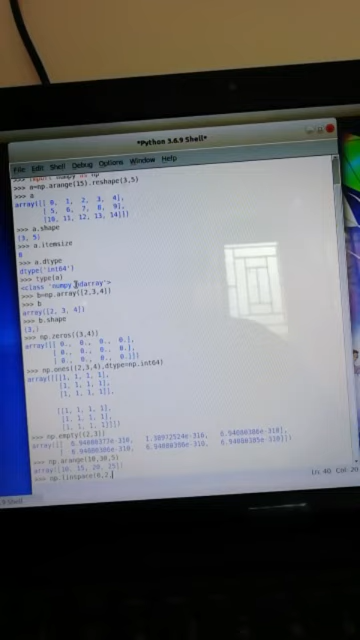 *Python 3.6.9 Shell*
File Edit Shell Debug Options Window Help
>>> import numpy as np
>>> a=np.arange(15).reshape(3,5)
>>> a
array([[ 0, 1, 2, 3, 4],
[ 5, 6, 7, 8, 9],
[10, 11, 12, 13, 14]])
>>> a.shape
(3, 5)
>>> a.itemsize
8
>>> a.dtype
dtype('int64')
>>> type(a)
<class 'numpy.ndarray'>
>>> b=np.array([2,3,4])
>>> b
array([2, 3, 4])
>>> b.shape
(3,)
>>> np.zeros((3,4))
array([[ 0., 0., 0., 0.],
[ 0., 0., 0., 0.],
[ 0., 0., 0., 0.]])
>>> np.ones((2,3,4),dtype=np.int64)
array([[[1, 1, 1, 1],
[1, 1, 1, 1],
[1, 1, 1, 1]],
[[1, 1, 1, 1],
[1, 1, 1, 1],
[1, 1, 1, 1]]])
>>> np.empty((2,3))
array([[
>>> np.arange(10,30,5)
array([10, 15, 20, 25])
>>> np.linspace(0,2,
Ln: 40 Col: 20